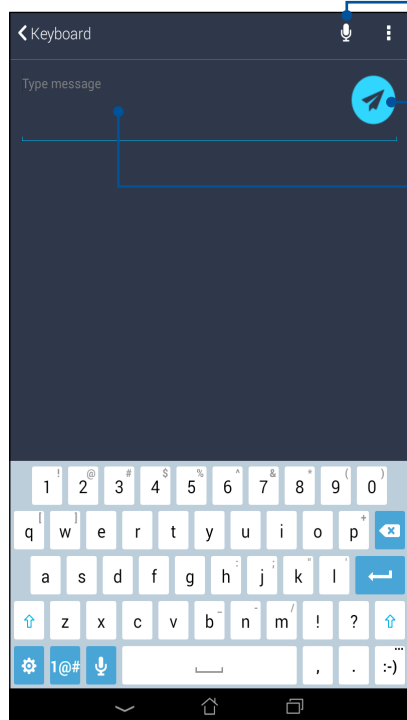 Keyboard
Type message
! @ # $ % ^ & * ( )
1 2 3 4 5 6 7 8 9 0
[ ] +
q w e r t y u i o p
: ; " '
a s d f g h j k l
_ - /
z x c v b n m ! ?
1@# , . ... :-)